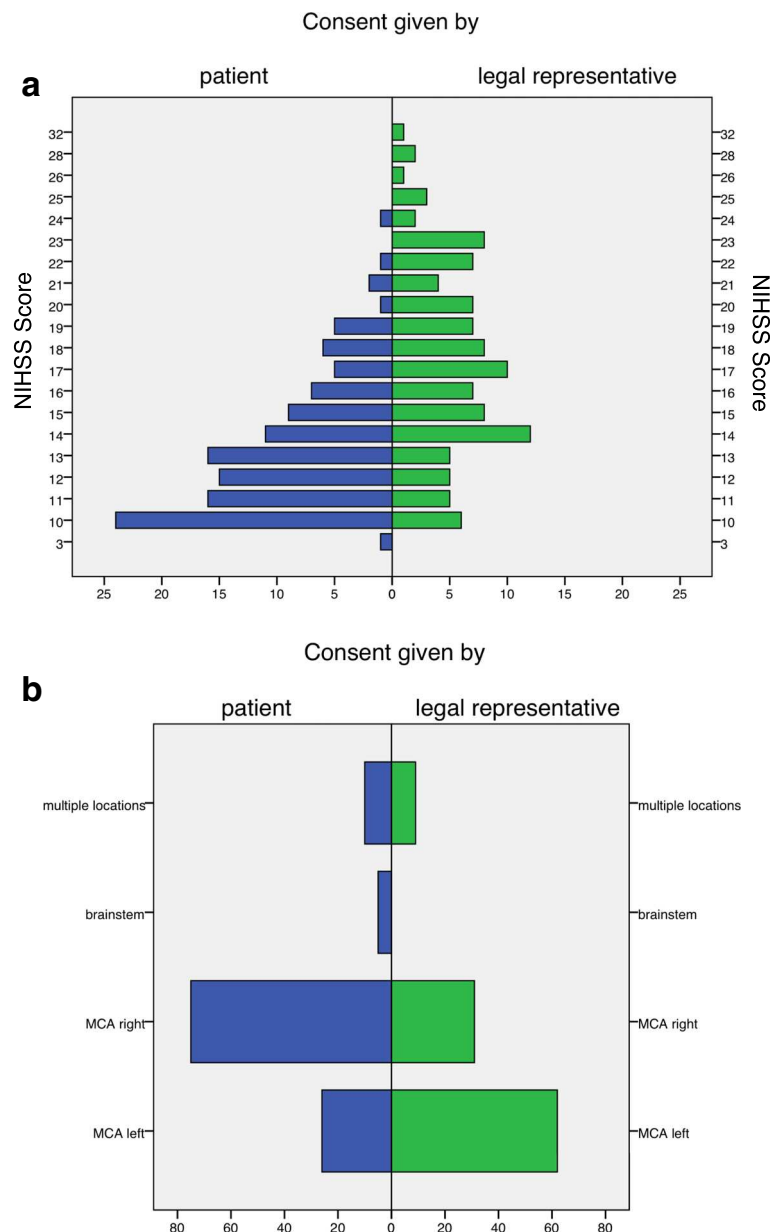 Consent given by
a
patient legal representative
32 32
28 28
26 26
25 25
24 24
23 23
22 22
21 21
20 20
19 19
18 18
17 17
16 16
15 15
14 14
13 13
12 12
11 11
10 10
3 3
NIHSS Score
NIHSS Score
25 20 15 10 5 0 5 10 15 20 25
Consent given by
b
patient legal representative
multiple locations multiple locations
brainstem brainstem
MCA right MCA right
MCA left MCA left
80 60 40 20 0 20 40 60 80